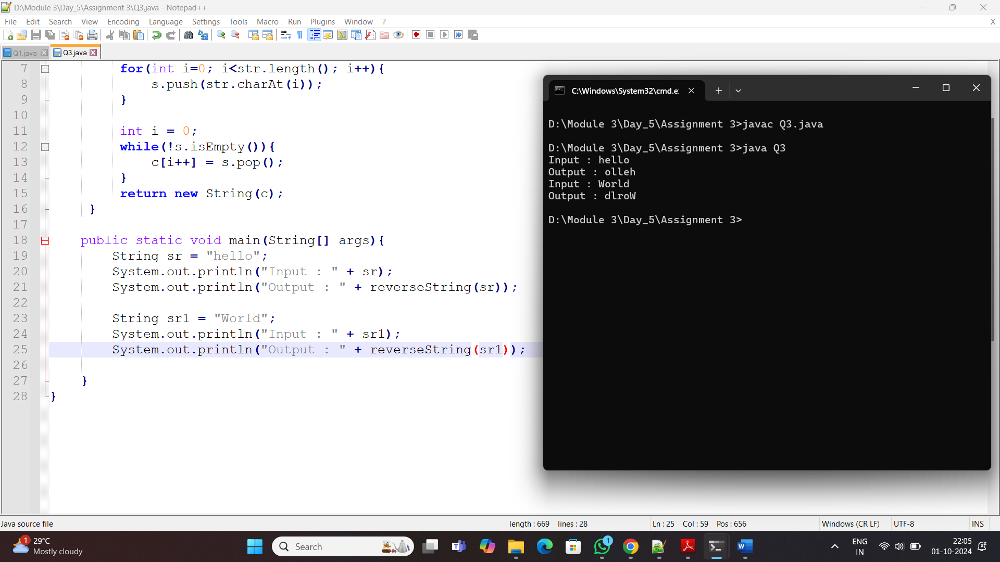 D:\Module 3\Day_5\Assignment 3\Q3.java - Notepad++
File Edit Search View Encoding Language Settings Tools Macro Run Plugins Window ? X
Q1.java Q3.java
7 for(int i=0; i<str.length(); i++){
8 s.push(str.charAt(i));
9 }
10
11 int i = 0;
12 while(!s.isEmpty()){
13 c[i++] = s.pop();
14 }
15 return new String(c);
16 }
17
18 public static void main(String[] args){
19 String sr = "hello";
20 System.out.println("Input : " + sr);
21 System.out.println("Output : " + reverseString(sr));
22
23 String sr1 = "World";
24 System.out.println("Input : " + sr1);
25 System.out.println("Output : " + reverseString(sr1));
26
27 }
28 }
C:\Windows\System32\cmd.e
D:\Module 3\Day_5\Assignment 3>javac Q3.java
D:\Module 3\Day_5\Assignment 3>java Q3
Input : hello
Output : olleh
Input : World
Output : dlroW
D:\Module 3\Day_5\Assignment 3>
Java source file length : 669 lines : 28 Ln : 25 Col : 59 Pos : 656 Windows (CR LF) UTF-8 INS
1 29°C
Mostly cloudy
Search
1
ENG
IN
22:05
01-10-2024